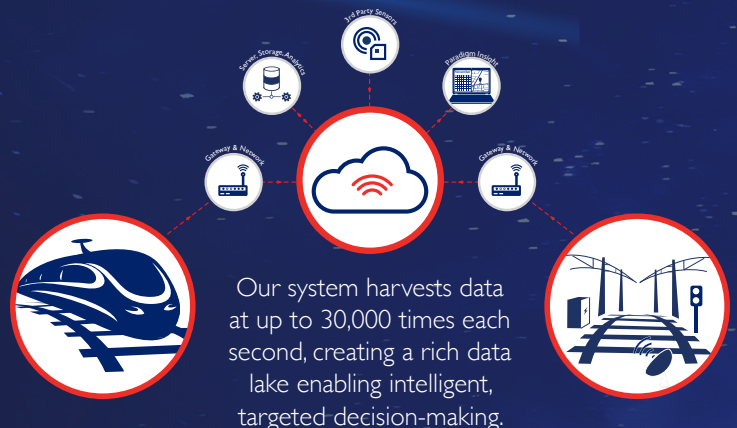 3rd Party Sensors
Server, Storage, Analytics
Paradigm Insight
Gateway & Network
Gateway & Network
Our system harvests data
at up to 30,000 times each
second, creating a rich data
lake enabling intelligent,
targeted decision-making.